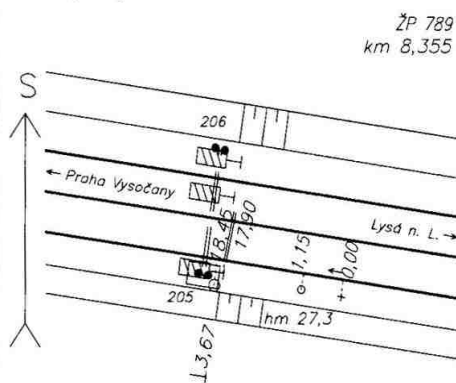 ŽP 789
km 8,355
S
206
← Praha Vysočany
Lysá n. L. →
18,45
17,90
1,15
0,00
205
hm 27,3
13,67